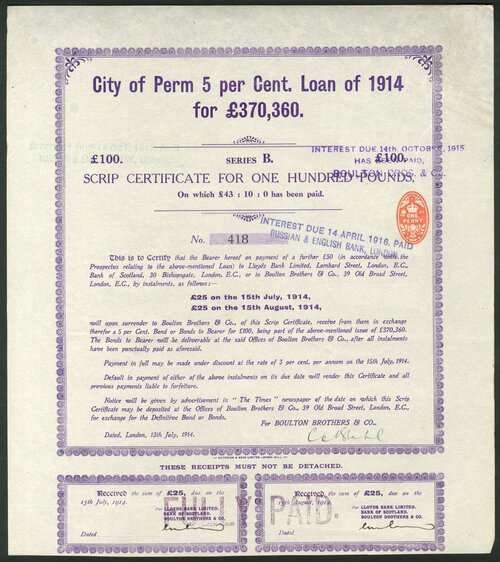 City of Perm 5 per Cent. Loan of 1914
for £370,360.
INTEREST DUE 14th OCTOBER, 1915
HAS BEEN PAID,
BOULTON BROS. & C
£100. SERIES B. £100.
SCRIP CERTIFICATE FOR ONE HUNDRED POUNDS,
On which £43 : 10 : 0 has been paid.
ONE
PENNY
INTEREST DUE 14 APRIL 1916, PAID
RUSSIAN & ENGLISH BANK, LONDON
No. 418
This is to Certify that the Bearer hereof on payment of a further £50 (in accordance with the
Prospectus relating to the above-mentioned Loan) to Lloyds Bank Limited, Lombard Street, London, E.C.,
Bank of Scotland, 30 Bishopsgate, London, E.C., or to Boulton Brothers & Co., 39 Old Broad Street,
London, E.C., by instalments, as follows:—
£25 on the 15th July, 1914,
£25 on the 15th August, 1914,
will upon surrender to Boulton Brothers & Co., of this Scrip Certificate, receive from them in exchange
therefor a 5 per Cent. Bond or Bonds to Bearer for £100, being part of the above-mentioned issue of £370,360.
The Bonds to Bearer will be deliverable at the said Offices of Boulton Brothers & Co., after all instalments
have been punctually paid as aforesaid.
Payment in full may be made under discount at the rate of 3 per cent. per annum on the 15th July, 1914.
Default in payment of either of the above instalments on its due date will render this Certificate and all
previous payments liable to forfeiture.
Notice will be given by advertisement in "The Times" newspaper of the date on which this Scrip
Certificate may be deposited at the Offices of Boulton Brothers & Co., 39 Old Broad Street, London, E.C.,
for exchange for the Definitive Bond or Bonds.
For BOULTON BROTHERS & CO.,
Dated, London, 13th July, 1914.
THESE RECEIPTS MUST NOT BE DETACHED.
Received the sum of £25, due on the
15th July, 1914.
For LLOYDS BANK LIMITED.
BANK OF SCOTLAND.
BOULTON BROTHERS & CO.
Dated
FULLY PAID.
Received the sum of £25, due on the
15th August, 1914.
For LLOYDS BANK LIMITED.
BANK OF SCOTLAND.
BOULTON BROTHERS & CO.
Dated